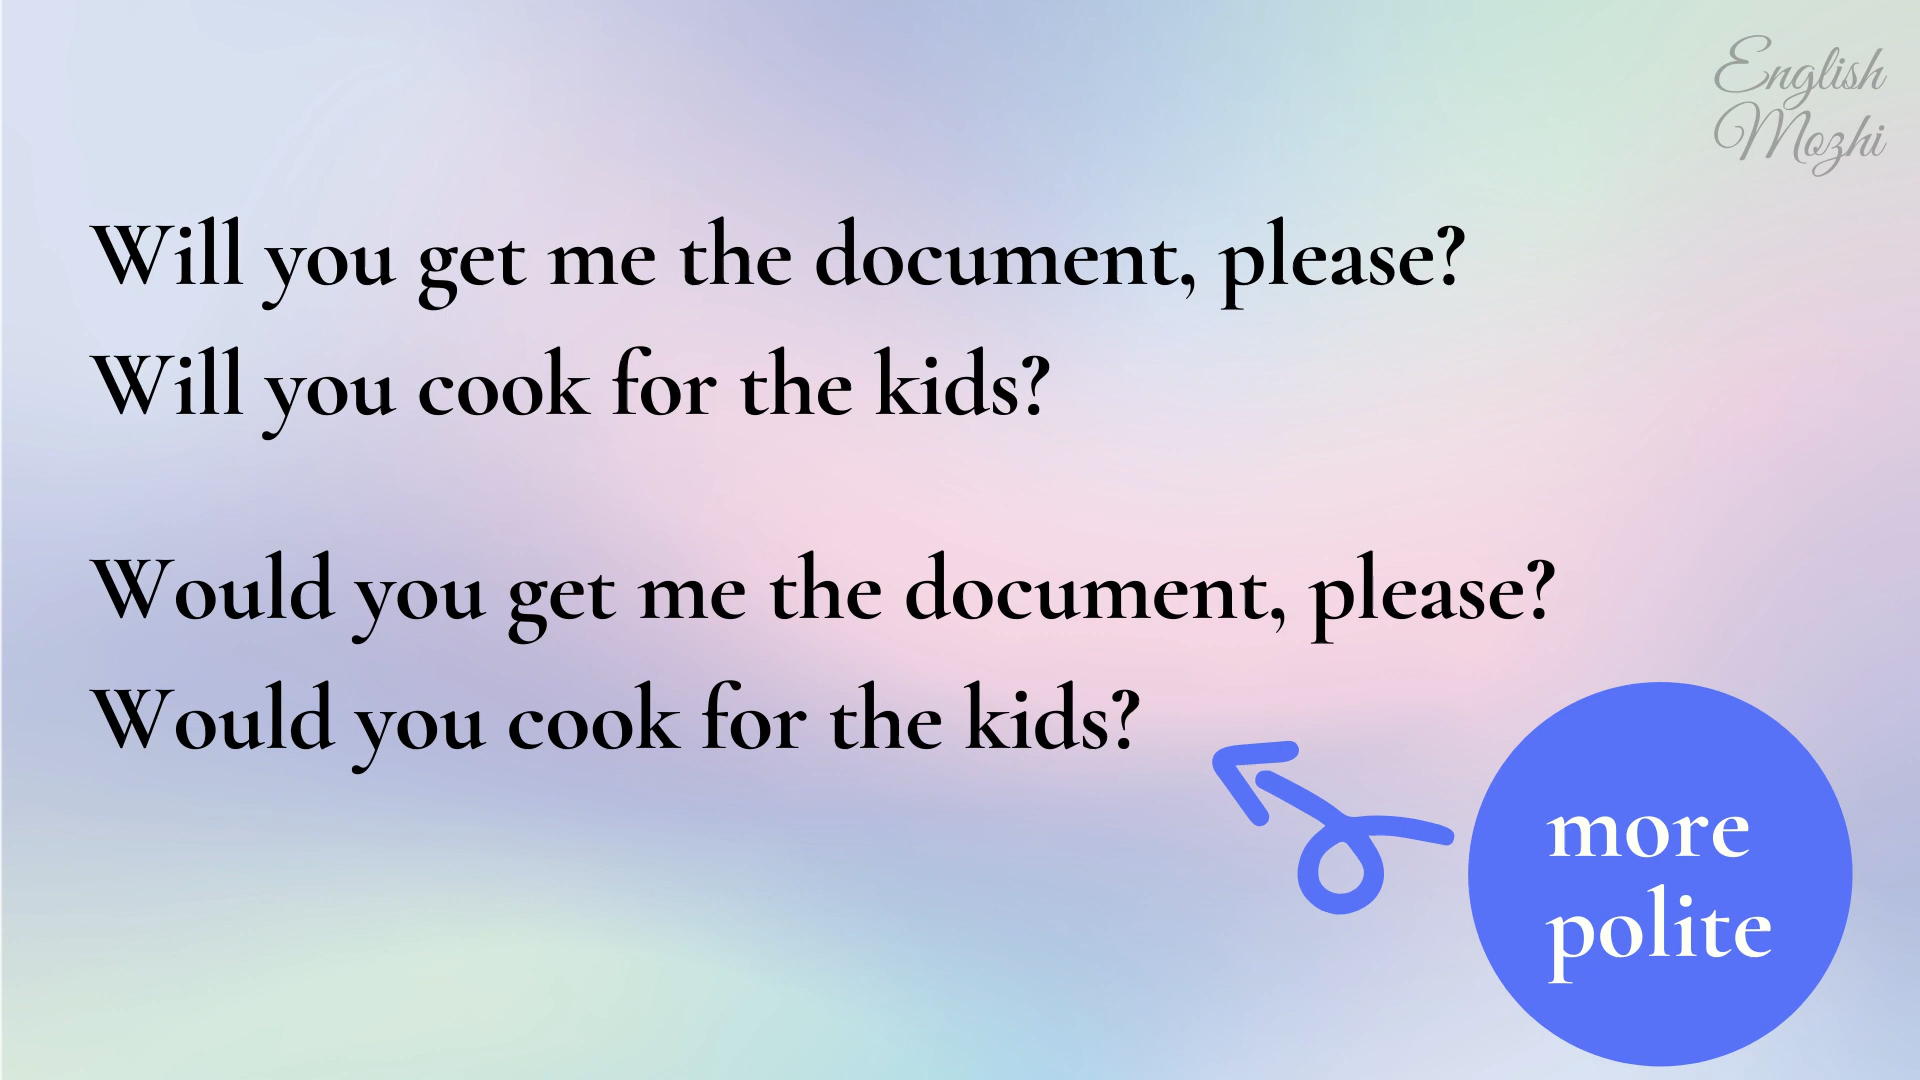 English
Mozhi
Will you get me the document, please?
Will you cook for the kids?
Would you get me the document, please?
Would you cook for the kids?
more
polite